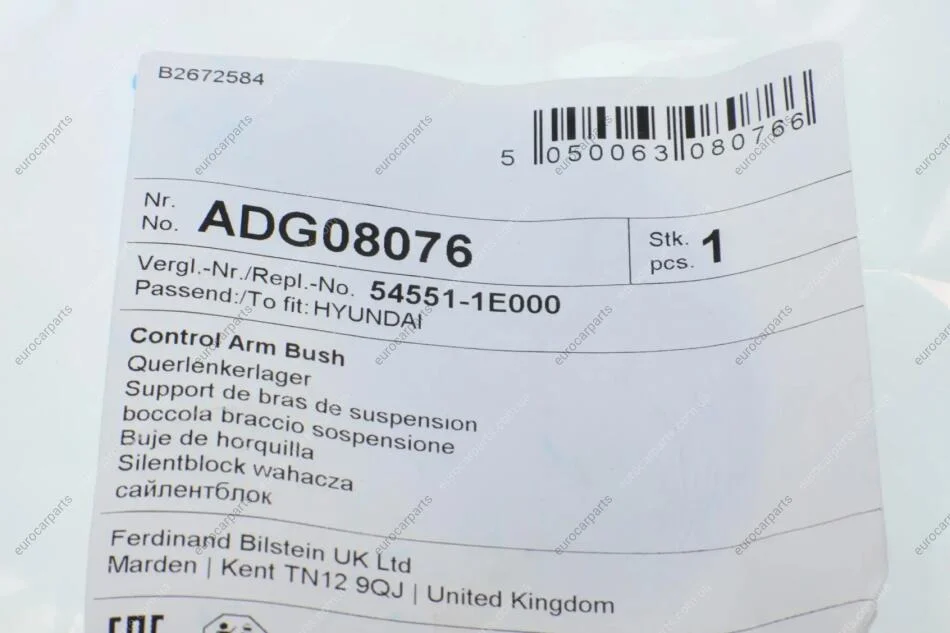 B2672584
5 050063 080766
Nr.
No. ADG08076
Stk.
pcs. 1
Vergl.-Nr./Repl.-No. 54551-1E000
Passend:/To fit: HYUNDAI
Control Arm Bush
Querlenkerlager
Support de bras de suspension
boccola braccio sospensione
Buje de horquilla
Silentblock wahacza
сайлентблок
Ferdinand Bilstein UK Ltd
Marden | Kent TN12 9QJ | United Kingdom
eurocarparts